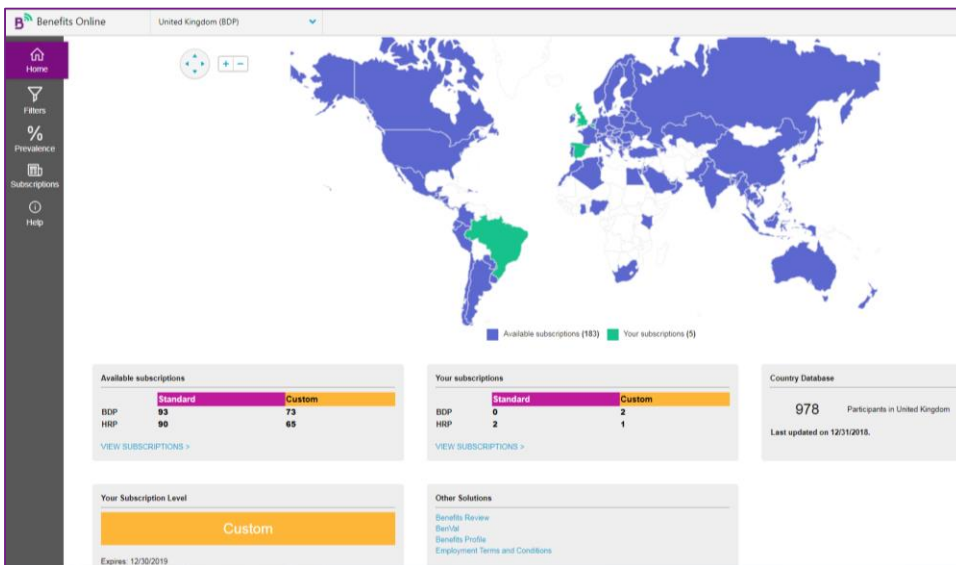 Benefits Online
United Kingdom (BDP)
Home
Filters
Prevalence
Subscriptions
Help
Available subscriptions (183) Your subscriptions (5)
Available subscriptions
Standard Custom
BDP 93 73
HRP 90 65
VIEW SUBSCRIPTIONS >
Your subscriptions
Standard Custom
BDP 0 2
HRP 2 1
VIEW SUBSCRIPTIONS >
Country Database
978 Participants in United Kingdom
Last updated on 12/31/2018.
Your Subscription Level
Custom
Expires: 12/30/2019
Other Solutions
Benefits Review
BenVal
Benefits Profile
Employment Terms and Conditions